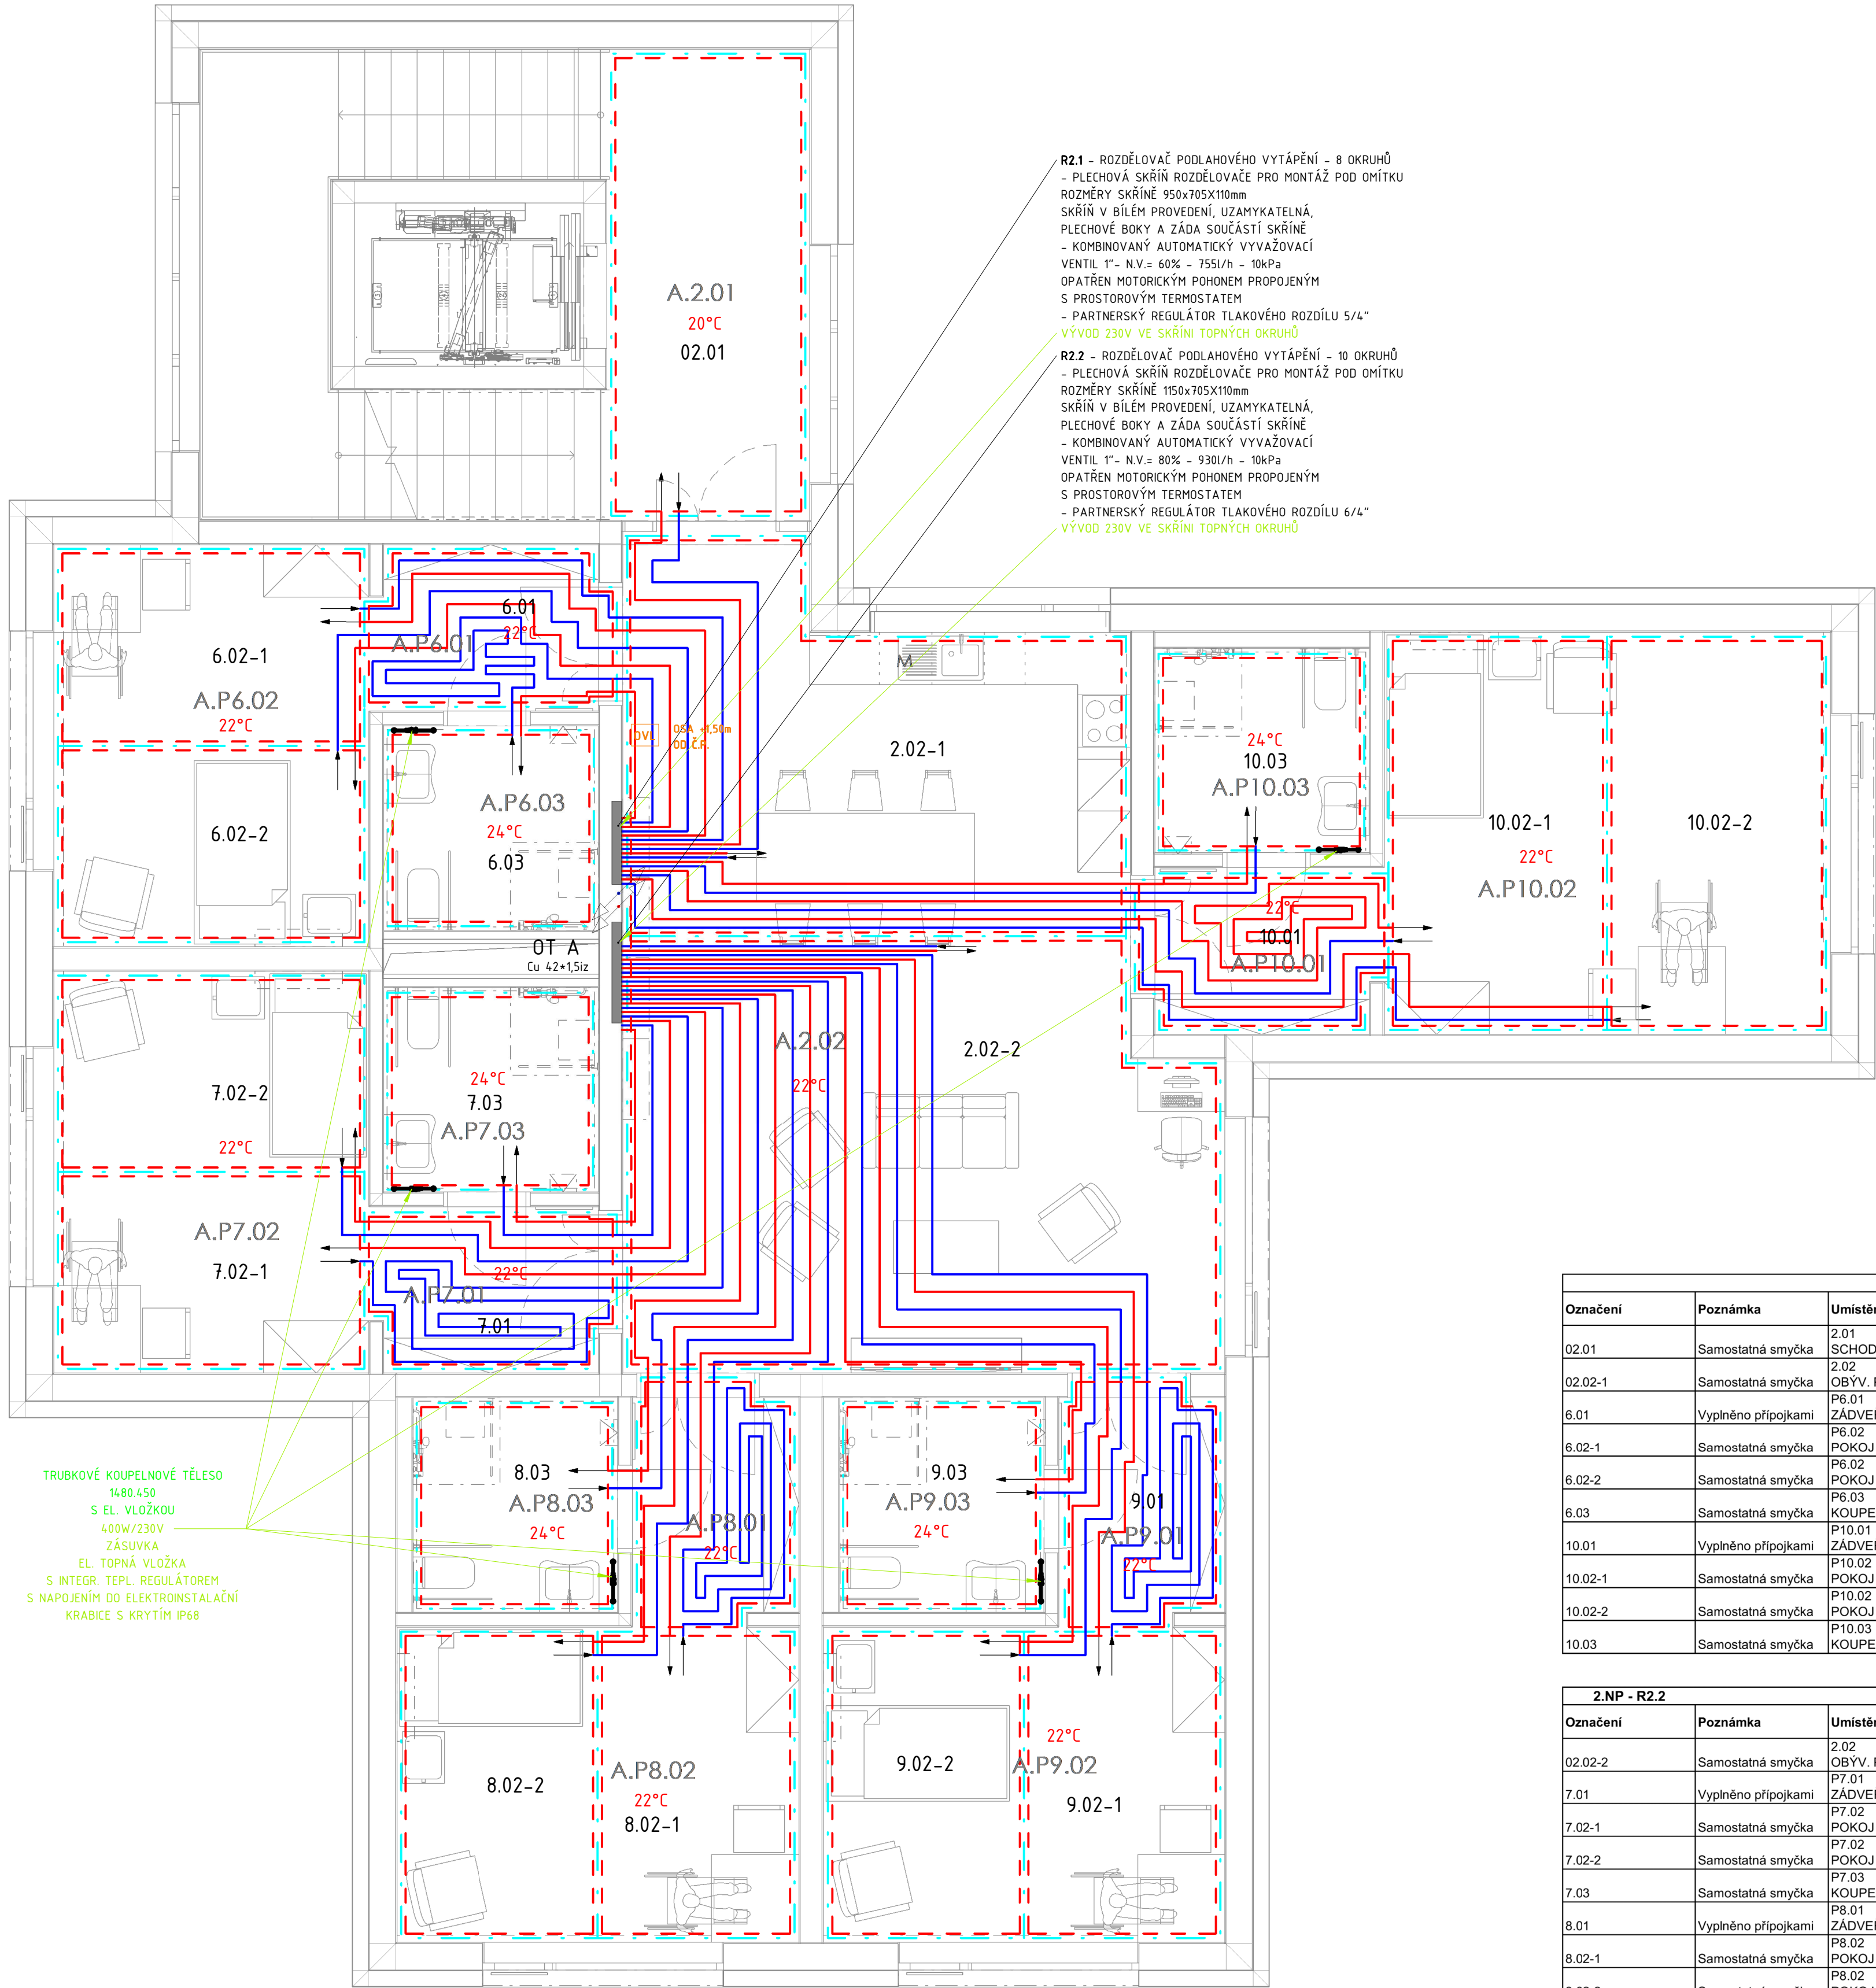 R2.1 - ROZDĚLOVAČ PODLAHOVÉHO VYTÁPĚNÍ - 8 OKRUHŮ
- PLECHOVÁ SKŘÍŇ ROZDĚLOVAČE PRO MONTÁŽ POD OMÍTKU
ROZMĚRY SKŘÍNĚ 950x705X110mm
SKŘÍŇ V BÍLÉM PROVEDENÍ, UZAMYKATELNÁ,
PLECHOVÉ BOKY A ZÁDA SOUČÁSTÍ SKŘÍNĚ
- KOMBINOVANÝ AUTOMATICKÝ VYVAŽOVACÍ
VENTIL 1"- N.V.= 60% - 755l/h - 10kPa
OPATŘEN MOTORICKÝM POHONEM PROPOJENÝM
S PROSTOROVÝM TERMOSTATEM
- PARTNERSKÝ REGULÁTOR TLAKOVÉHO ROZDÍLU 5/4"
VÝVOD 230V VE SKŘÍNI TOPNÝCH OKRUHŮ
R2.2 - ROZDĚLOVAČ PODLAHOVÉHO VYTÁPĚNÍ - 10 OKRUHŮ
- PLECHOVÁ SKŘÍŇ ROZDĚLOVAČE PRO MONTÁŽ POD OMÍTKU
ROZMĚRY SKŘÍNĚ 1150x705X110mm
SKŘÍŇ V BÍLÉM PROVEDENÍ, UZAMYKATELNÁ,
PLECHOVÉ BOKY A ZÁDA SOUČÁSTÍ SKŘÍNĚ
- KOMBINOVANÝ AUTOMATICKÝ VYVAŽOVACÍ
VENTIL 1"- N.V.= 80% - 930l/h - 10kPa
OPATŘEN MOTORICKÝM POHONEM PROPOJENÝM
S PROSTOROVÝM TERMOSTATEM
- PARTNERSKÝ REGULÁTOR TLAKOVÉHO ROZDÍLU 6/4"
VÝVOD 230V VE SKŘÍNI TOPNÝCH OKRUHŮ
A.2.01
20°C
02.01
6.01
22°C
A.P6.01
6.02-1
A.P6.02
22°C
6.02-2
A.P6.03
24°C
6.03
OVL
OSA +1,50m
OD Č.P.
M
2.02-1
24°C
10.03
A.P10.03
10.02-1
22°C
A.P10.02
10.02-2
22°C
10.01
A.P10.01
OT A
Cu 42*1,5iz
A.2.02
22°C
2.02-2
7.02-2
22°C
24°C
7.03
A.P7.03
A.P7.02
7.02-1
22°C
A.P7.01
7.01
8.03
A.P8.03
24°C
A.P8.01
22°C
9.03
A.P9.03
24°C
9.01
A.P9.01
22°C
8.02-2
A.P8.02
22°C
8.02-1
9.02-2
22°C
A.P9.02
9.02-1
TRUBKOVÉ KOUPELNOVÉ TĚLESO
1480.450
S EL. VLOŽKOU
400W/230V
ZÁSUVKA
EL. TOPNÁ VLOŽKA
S INTEGR. TEPL. REGULÁTOREM
S NAPOJENÍM DO ELEKTROINSTALAČNÍ
KRABICE S KRYTÍM IP68
Označení Poznámka
02.01 Samostatná smyčka 2.01
02.02-1 Samostatná smyčka 2.02
OBÝV.
6.01 Vyplněno přípojkami P6.01
6.02-1 Samostatná smyčka P6.02
POKOJ
6.02-2 Samostatná smyčka P6.02
POKOJ
6.03 Samostatná smyčka P6.03
10.01 Vyplněno přípojkami P10.01
10.02-1 Samostatná smyčka P10.02
POKOJ
10.02-2 Samostatná smyčka P10.02
POKOJ
10.03 Samostatná smyčka P10.03
2.NP - R2.2
Označení Poznámka
02.02-2 Samostatná smyčka 2.02
OBÝV.
7.01 Vyplněno přípojkami P7.01
7.02-1 Samostatná smyčka P7.02
POKOJ
7.02-2 Samostatná smyčka P7.02
POKOJ
7.03 Samostatná smyčka P7.03
8.01 Vyplněno přípojkami P8.01
8.02-1 Samostatná smyčka P8.02
POKOJ
P8.02